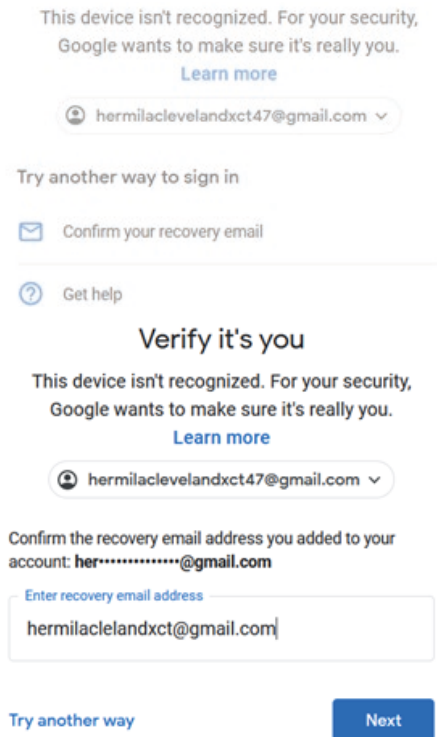 This device isn't recognized. For your security,
Google wants to make sure it's really you.
Learn more
hermilaclevelandxct47@gmail.com
Try another way to sign in
Confirm your recovery email
Get help
Verify it's you
This device isn't recognized. For your security,
Google wants to make sure it's really you.
Learn more
hermilaclevelandxct47@gmail.com
Confirm the recovery email address you added to your
account: her••••••••••••••@gmail.com
Enter recovery email address
hermilaclelandxct@gmail.com
Try another way
Next